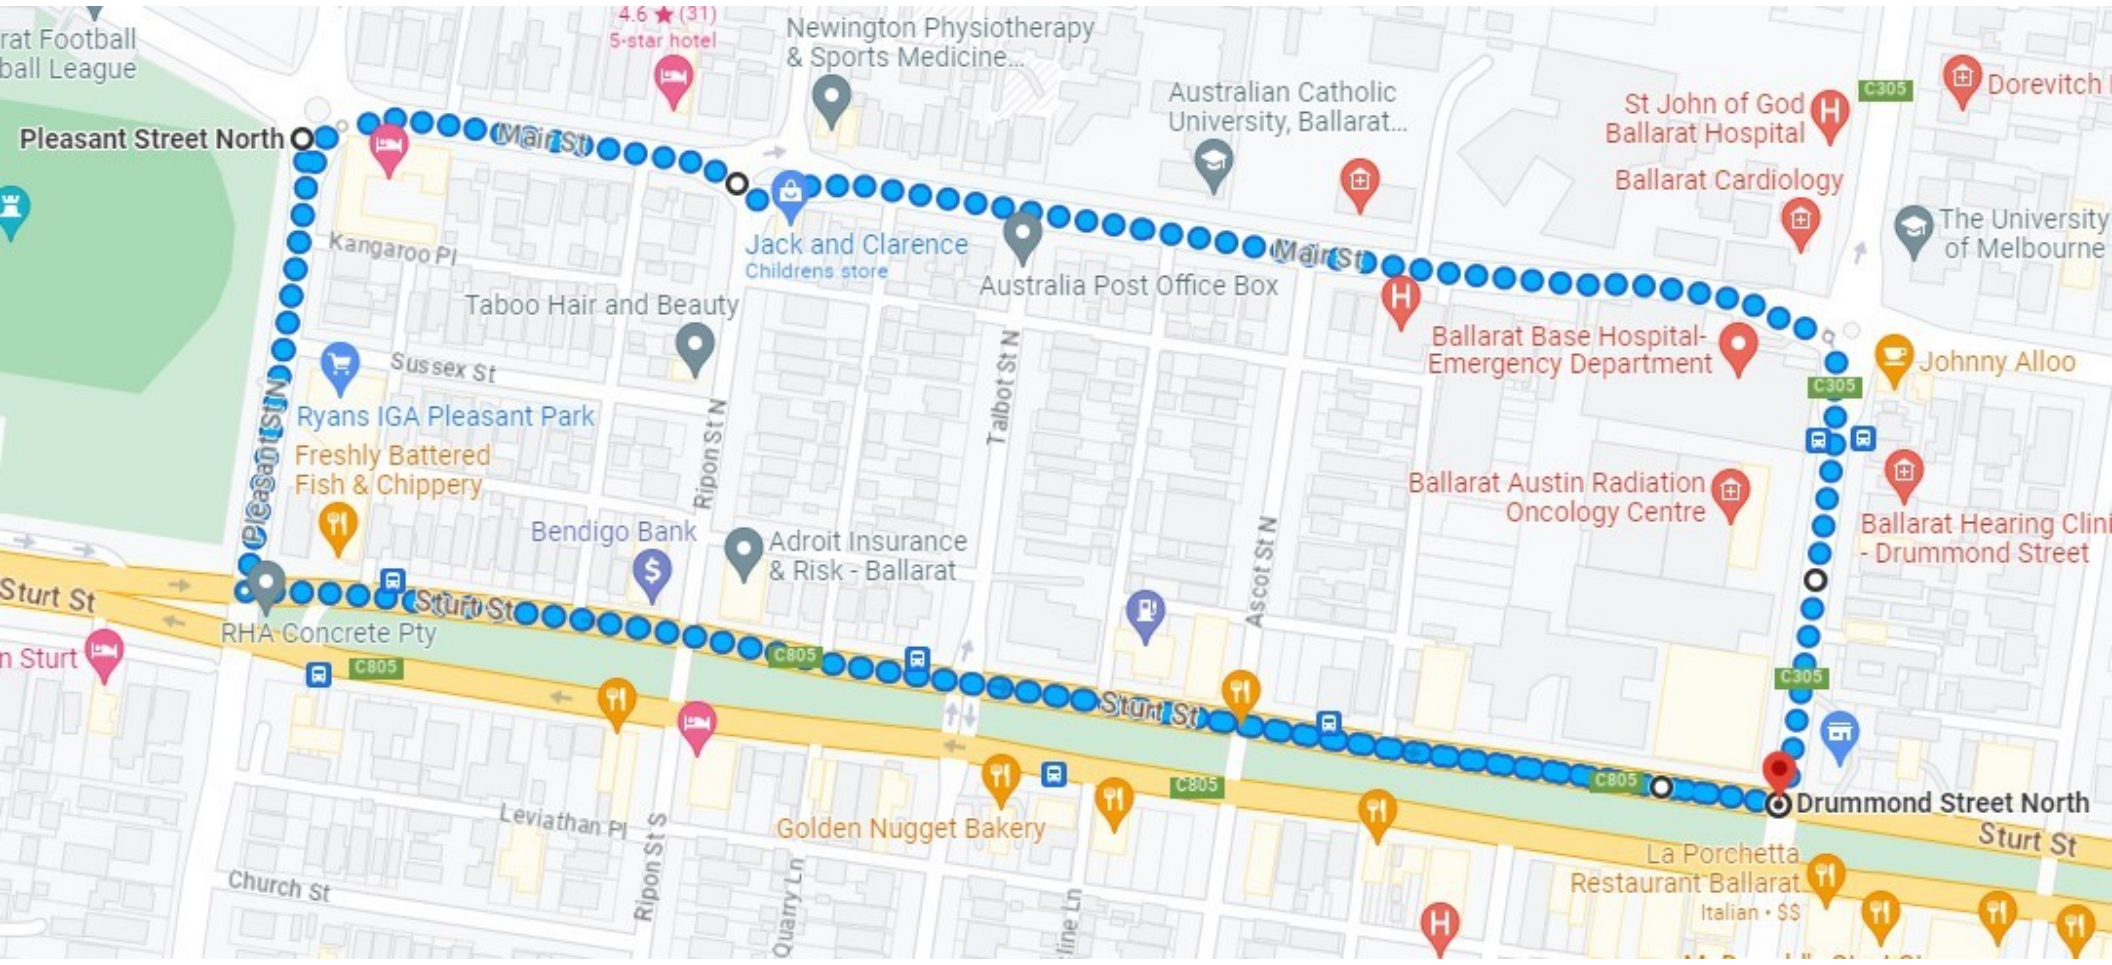 4.6 ★ (31)
5-star hotel
Newington Physiotherapy
& Sports Medicine...
rat Football
ball League
Australian Catholic
University, Ballarat...
St John of God
Ballarat Hospital
C305
Dorevitch
Pleasant Street North
Main St
Ballarat Cardiology
The University
of Melbourne
Kangaroo Pl
Jack and Clarence
Childrens store
Main St
Australia Post Office Box
Taboo Hair and Beauty
Ballarat Base Hospital-
Emergency Department
Johnny Alloo
C305
Sussex St
Talbot St N
Ryans IGA Pleasant Park
Pleasant St N
Freshly Battered
Fish & Chippery
Ripon St N
Ballarat Austin Radiation
Oncology Centre
Bendigo Bank
Adroit Insurance
& Risk - Ballarat
Ascot St N
Ballarat Hearing Clini
- Drummond Street
Sturt St
Sturt St
RHA Concrete Pty
n Sturt
C805
C805
C305
Sturt St
C805
C805
Drummond Street North
Sturt St
Leviathan Pl
Golden Nugget Bakery
Ripon St S
Quarry Ln
line Ln
La Porchetta
Restaurant Ballarat
Italian • $$
Church St